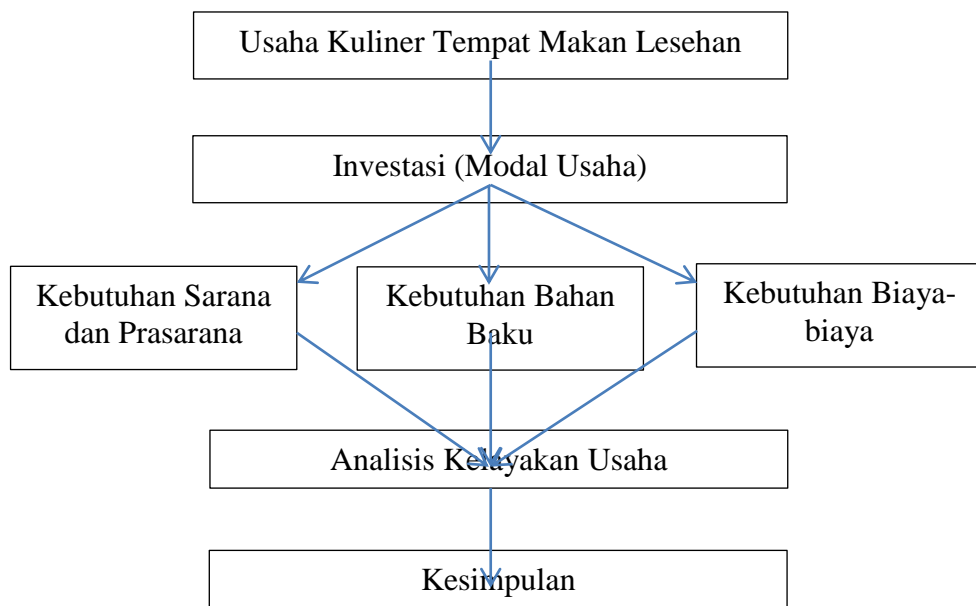 Usaha Kuliner Tempat Makan Lesehan
Investasi (Modal Usaha)
Kebutuhan Sarana
dan Prasarana
Kebutuhan Bahan
Baku
Kebutuhan Biaya-
biaya
Analisis Kelayakan Usaha
Kesimpulan